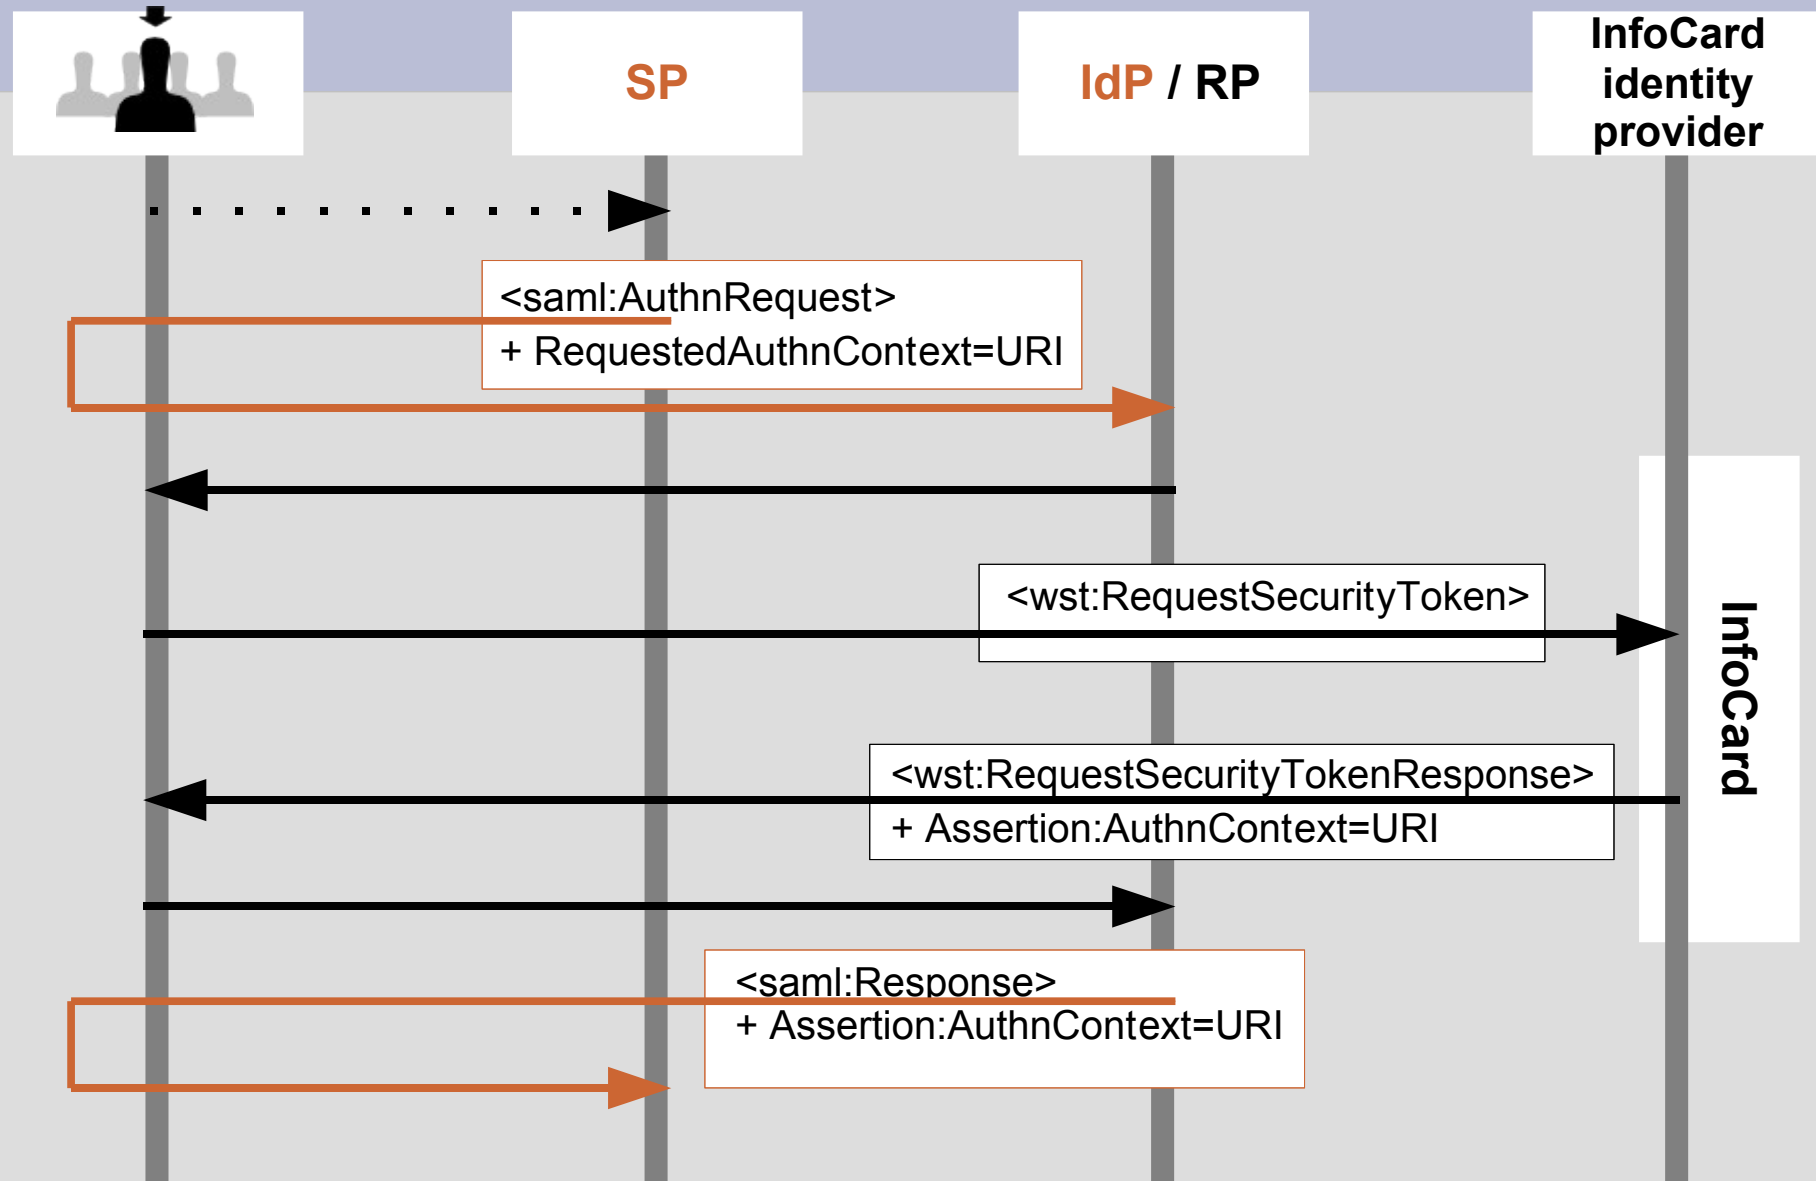 SP
IdP / RP
InfoCard
identity
provider
<saml:AuthnRequest>
+ RequestedAuthnContext=URI
<wst:RequestSecurityToken>
InfoCard
<wst:RequestSecurityTokenResponse>
+ Assertion:AuthnContext=URI
<saml:Response>
+ Assertion:AuthnContext=URI